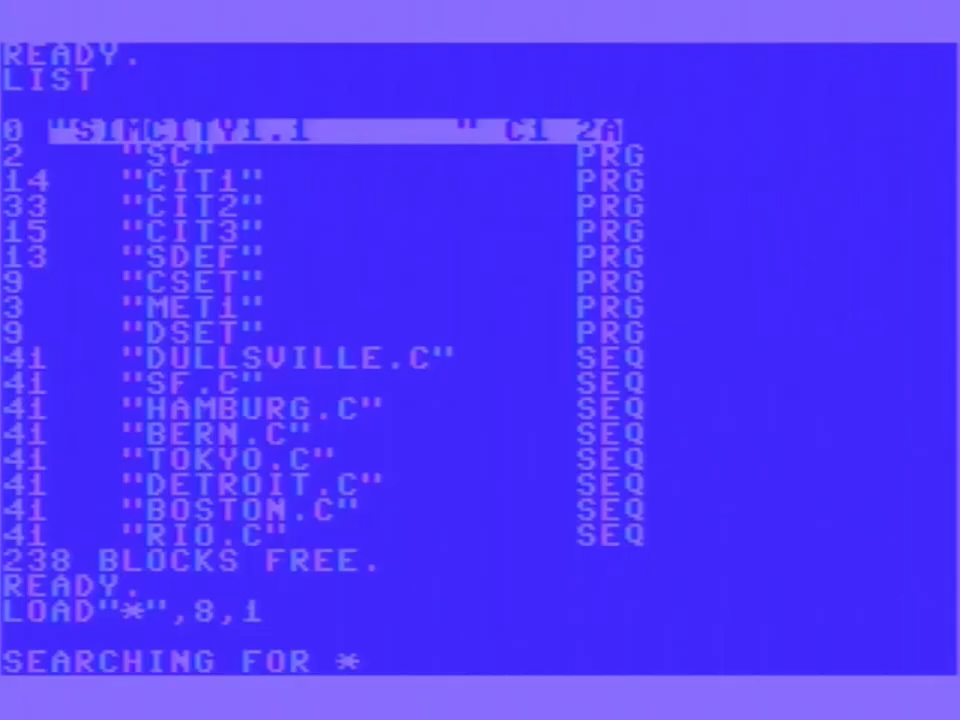 READY.
LIST
0 "SIMCITY1.1      " C1 2A
2    "SC"               PRG
14   "CIT1"             PRG
33   "CIT2"             PRG
15   "CIT3"             PRG
13   "SDEF"             PRG
9    "CSET"             PRG
3    "MET1"             PRG
9    "DSET"             PRG
41   "DULLSVILLE.C"     SEQ
41   "SF.C"             SEQ
41   "HAMBURG.C"        SEQ
41   "BERN.C"           SEQ
41   "TOKYO.C"          SEQ
41   "DETROIT.C"        SEQ
41   "BOSTON.C"         SEQ
41   "RIO.C"            SEQ
238 BLOCKS FREE.
READY.
LOAD"*",8,1
SEARCHING FOR *